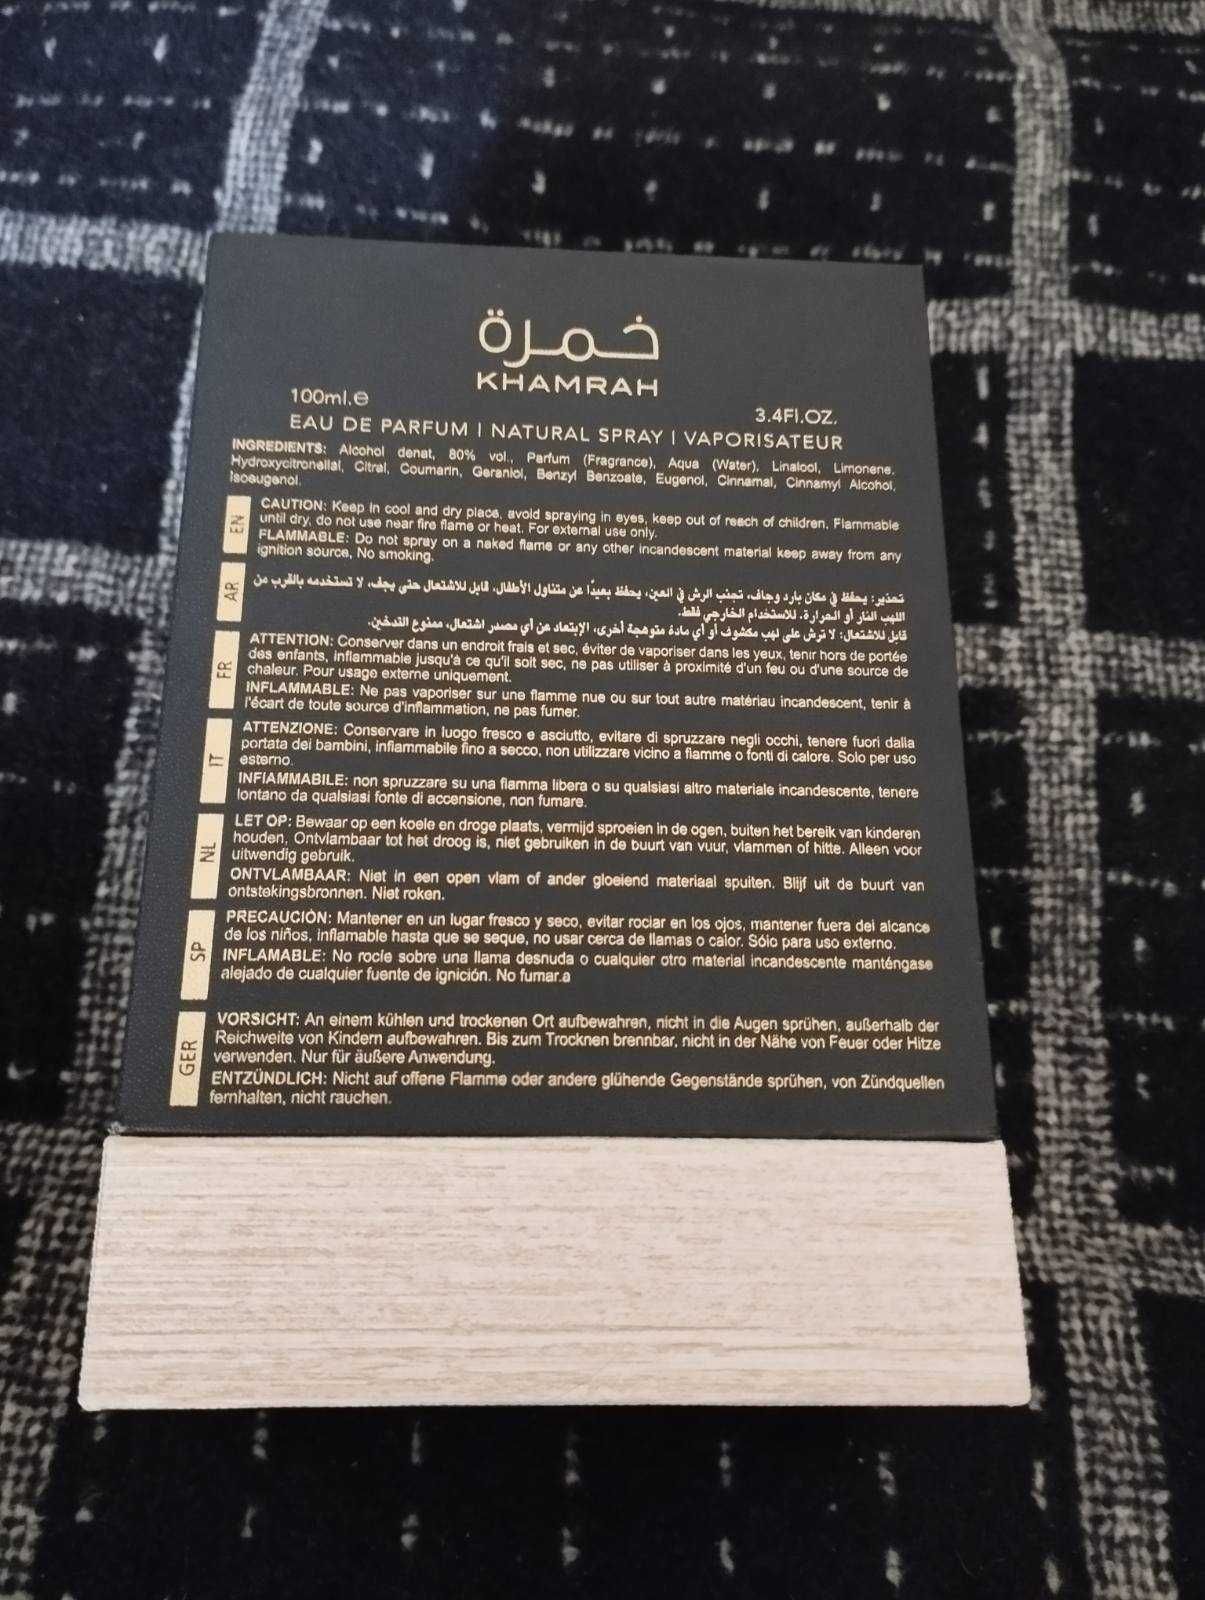 خمرة
KHAMRAH
100ml.e
3.4Fl.OZ.
EAU DE PARFUM | NATURAL SPRAY | VAPORISATEUR
INGREDIENTS: Alcohol denat, 80% vol., Parfum (Fragrance), Aqua (Water), Linalool, Limonene,
Hydroxycitronellal, Citral, Coumarin, Geraniol, Benzyl Benzoate, Eugenol, Cinnamal, Cinnamyl Alcohol,
Isoeugenol.
EN
CAUTION: Keep in cool and dry place, avoid spraying in eyes, keep out of reach of children. Flammable
until dry, do not use near fire flame or heat. For external use only.
FLAMMABLE: Do not spray on a naked flame or any other incandescent material keep away from any
ignition source, No smoking.
AR
تحذير: يحفظ في مكان بارد وجاف، تجنب الرش في العين، يحفظ بعيدًا عن متناول الأطفال، قابل للاشتعال حتى يجف، لا تستخدمه بالقرب من
اللهب النار أو الحرارة. للاستخدام الخارجي فقط.
قابل للاشتعال: لا ترش على لهب مكشوف أو أي مادة متوهجة أخرى، الإبتعاد عن أي مصدر اشتعال، ممنوع التدخين.
FR
ATTENTION: Conserver dans un endroit frais et sec, éviter de vaporiser dans les yeux, tenir hors de portée
des enfants, inflammable jusqu'à ce qu'il soit sec, ne pas utiliser à proximité d'un feu ou d'une source de
chaleur. Pour usage externe uniquement.
INFLAMMABLE: Ne pas vaporiser sur une flamme nue ou sur tout autre matériau incandescent, tenir à
l'écart de toute source d'inflammation, ne pas fumer.
IT
ATTENZIONE: Conservare in luogo fresco e asciutto, evitare di spruzzare negli occhi, tenere fuori dalla
portata dei bambini, infiammabile fino a secco, non utilizzare vicino a fiamme o fonti di calore. Solo per uso
esterno.
INFIAMMABILE: non spruzzare su una fiamma libera o su qualsiasi altro materiale incandescente, tenere
lontano da qualsiasi fonte di accensione, non fumare.
NL
LET OP: Bewaar op een koele en droge plaats, vermijd sproeien in de ogen, buiten het bereik van kinderen
houden, Ontvlambaar tot het droog is, niet gebruiken in de buurt van vuur, vlammen of hitte. Alleen voor
uitwendig gebruik.
ONTVLAMBAAR: Niet in een open vlam of ander gloeiend materiaal spuiten. Blijf uit de buurt van
ontstekingsbronnen. Niet roken.
SP
PRECAUCIÓN: Mantener en un lugar fresco y seco, evitar rociar en los ojos, mantener fuera del alcance
de los niños, inflamable hasta que se seque, no usar cerca de llamas o calor. Sólo para uso externo.
INFLAMABLE: No rocíe sobre una llama desnuda o cualquier otro material incandescente manténgase
alejado de cualquier fuente de ignición. No fumar.a
GER
VORSICHT: An einem kühlen und trockenen Ort aufbewahren, nicht in die Augen sprühen, außerhalb der
Reichweite von Kindern aufbewahren. Bis zum Trocknen brennbar, nicht in der Nähe von Feuer oder Hitze
verwenden. Nur für äußere Anwendung.
ENTZÜNDLICH: Nicht auf offene Flamme oder andere glühende Gegenstände sprühen, von Zündquellen
fernhalten, nicht rauchen.